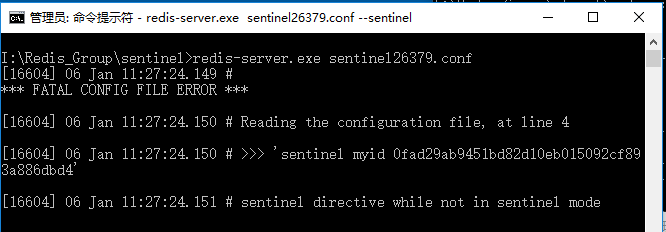 管理员: 命令提示符 - redis-server.exe  sentinel26379.conf --sentinel
I:\Redis_Group\sentinel>redis-server.exe sentinel26379.conf
[16604] 06 Jan 11:27:24.149 #
*** FATAL CONFIG FILE ERROR ***
[16604] 06 Jan 11:27:24.150 # Reading the configuration file, at line 4
[16604] 06 Jan 11:27:24.150 # >>> 'sentinel myid 0fad29ab9451bd82d10eb015092cf89
3a886dbd4'
[16604] 06 Jan 11:27:24.151 # sentinel directive while not in sentinel mode